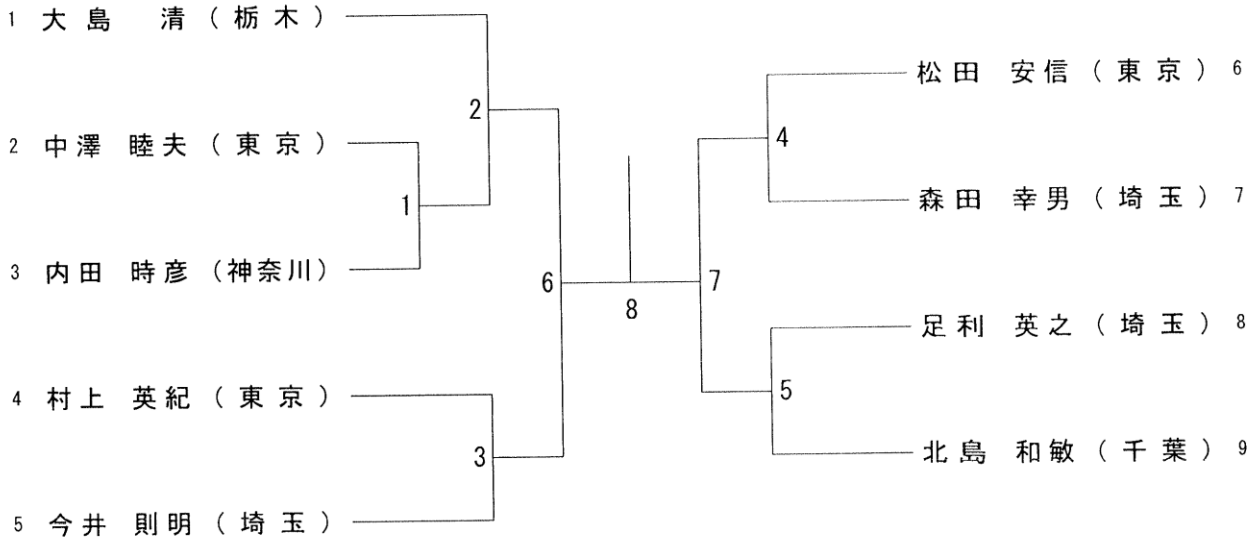 1 大島 清（栃木）
2 中澤 睦夫（東京）
3 内田 時彦（神奈川）
4 村上 英紀（東京）
5 今井 則明（埼玉）
2
1
6
3
8
7
4
5
松田 安信（東京） 6
森田 幸男（埼玉） 7
足利 英之（埼玉） 8
北島 和敏（千葉） 9